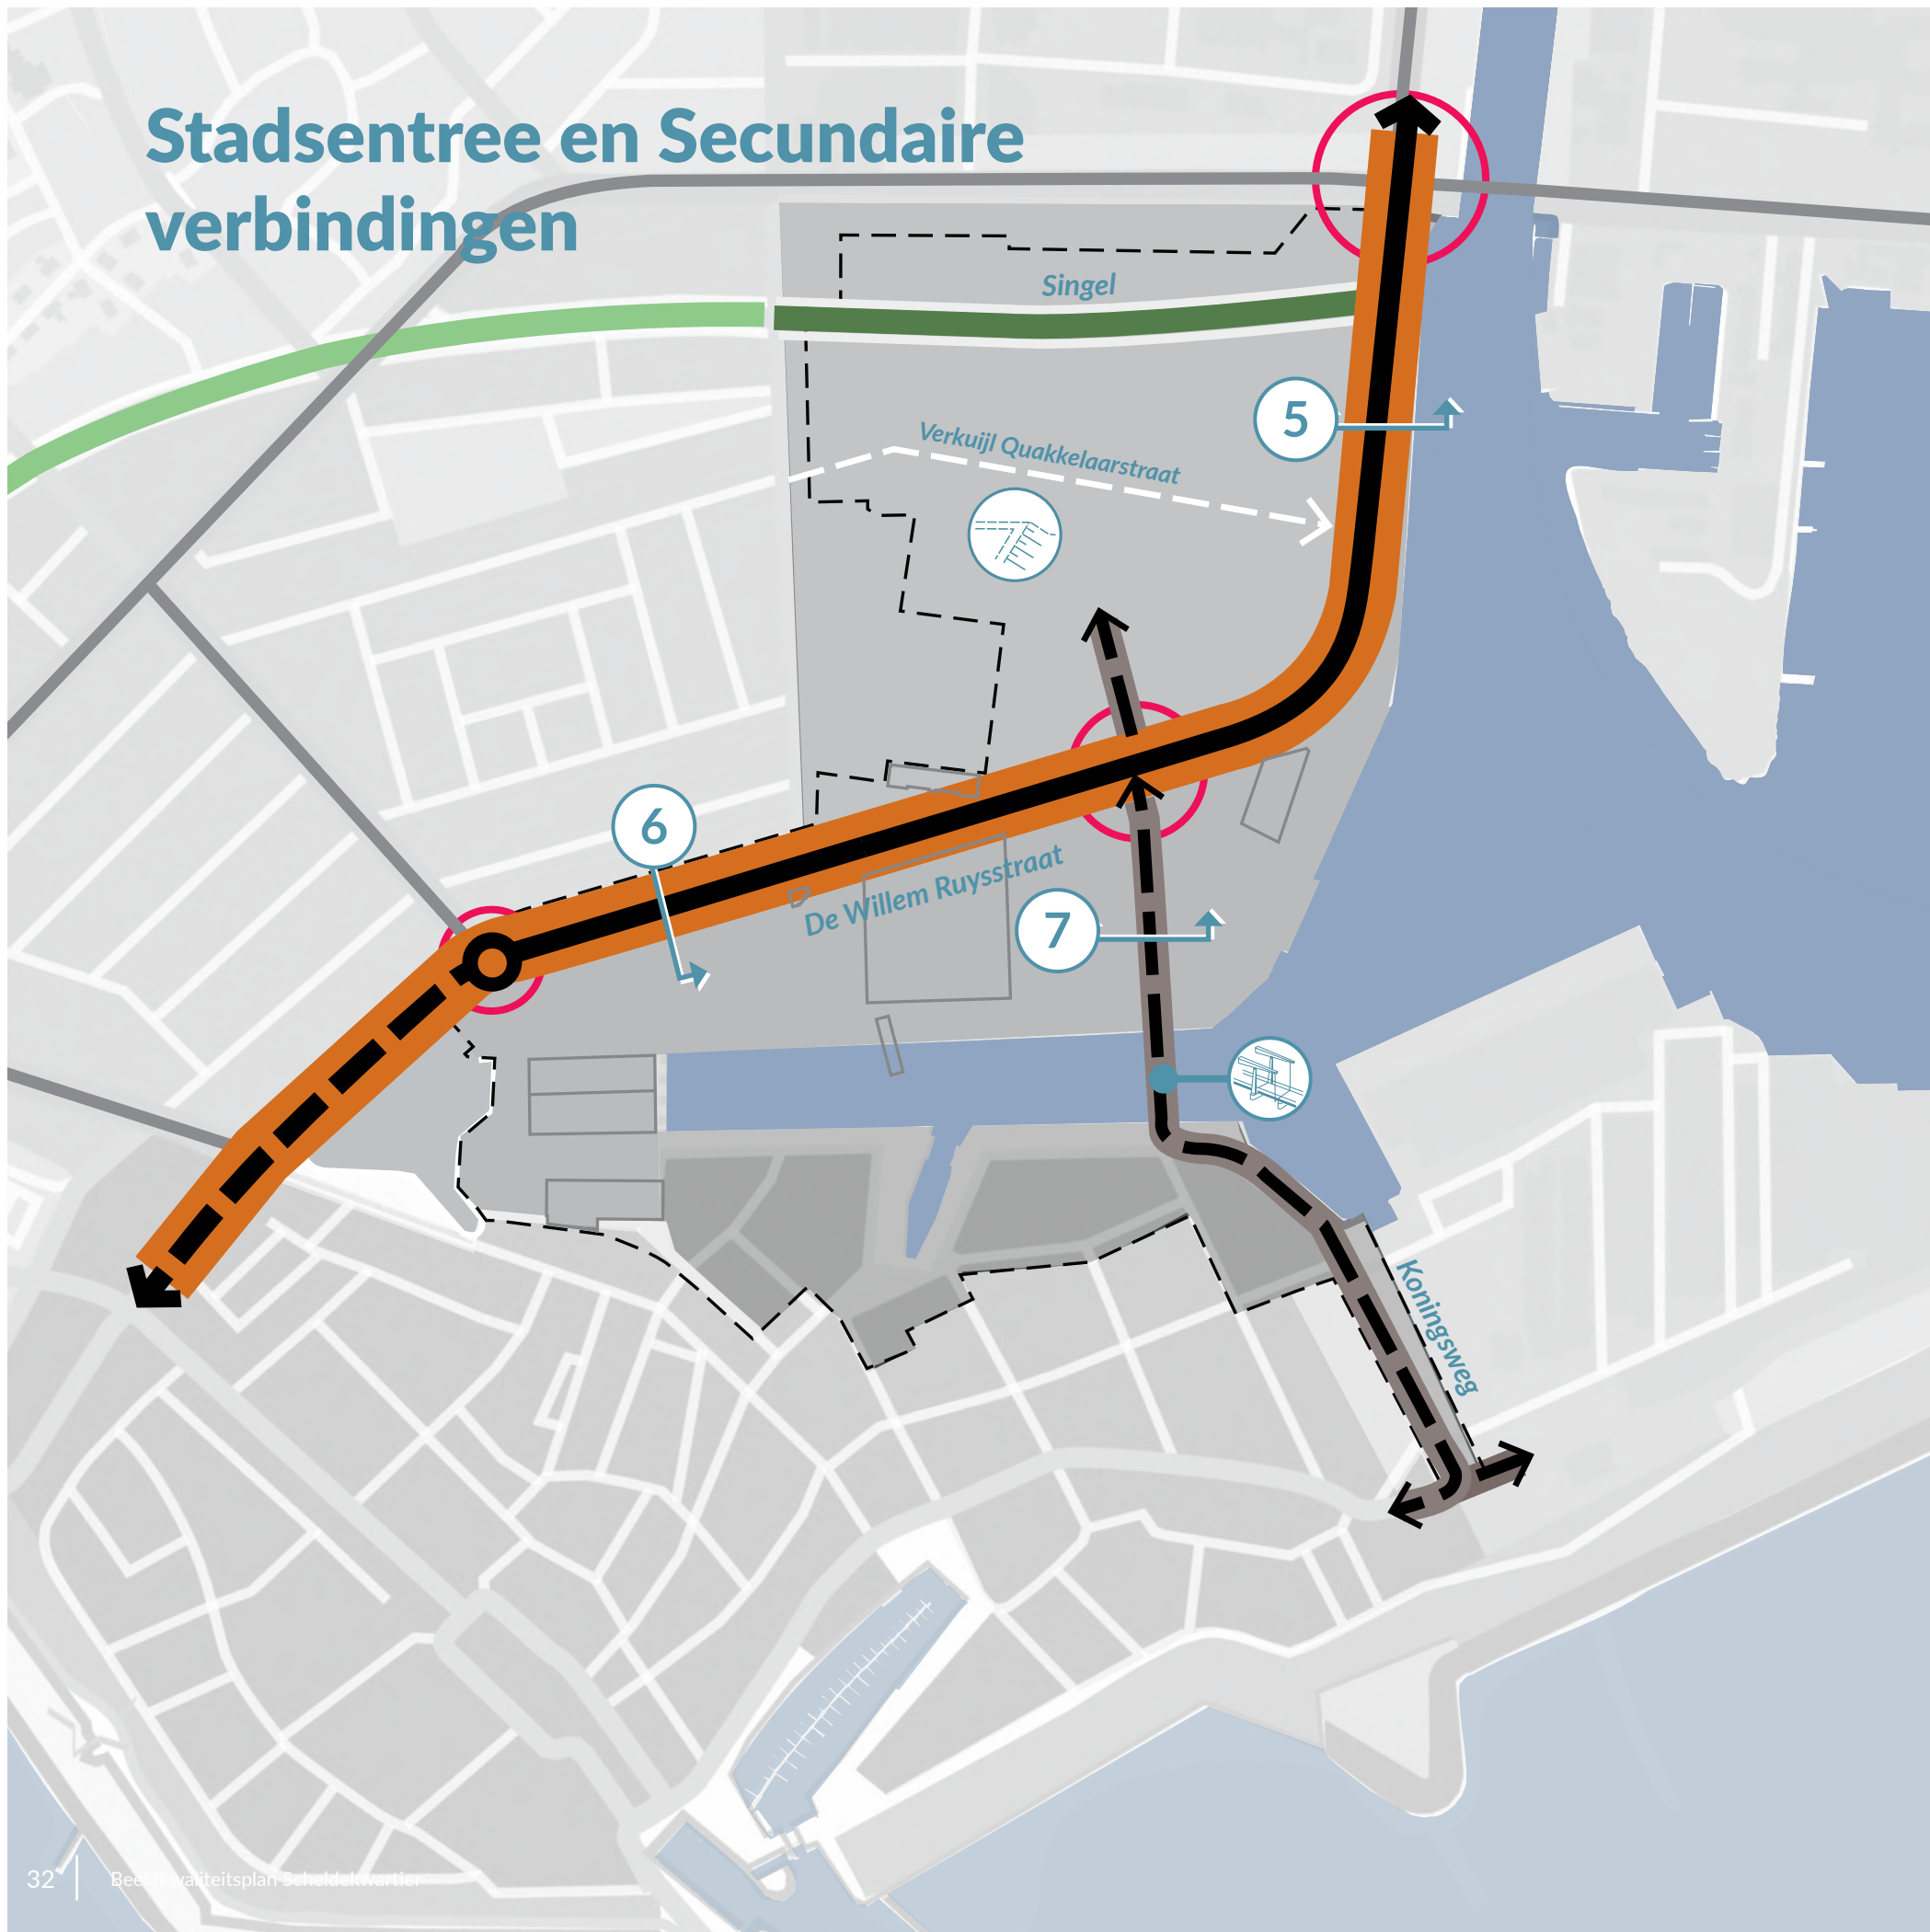 Stadsentree en Secundaire
verbindingen
Singel
5
Verkuijl Quakkelaarstraat
6
De Willem Ruysstraat
7
Koningsweg
32
Beeldkwaliteitsplan Scheldekwartier